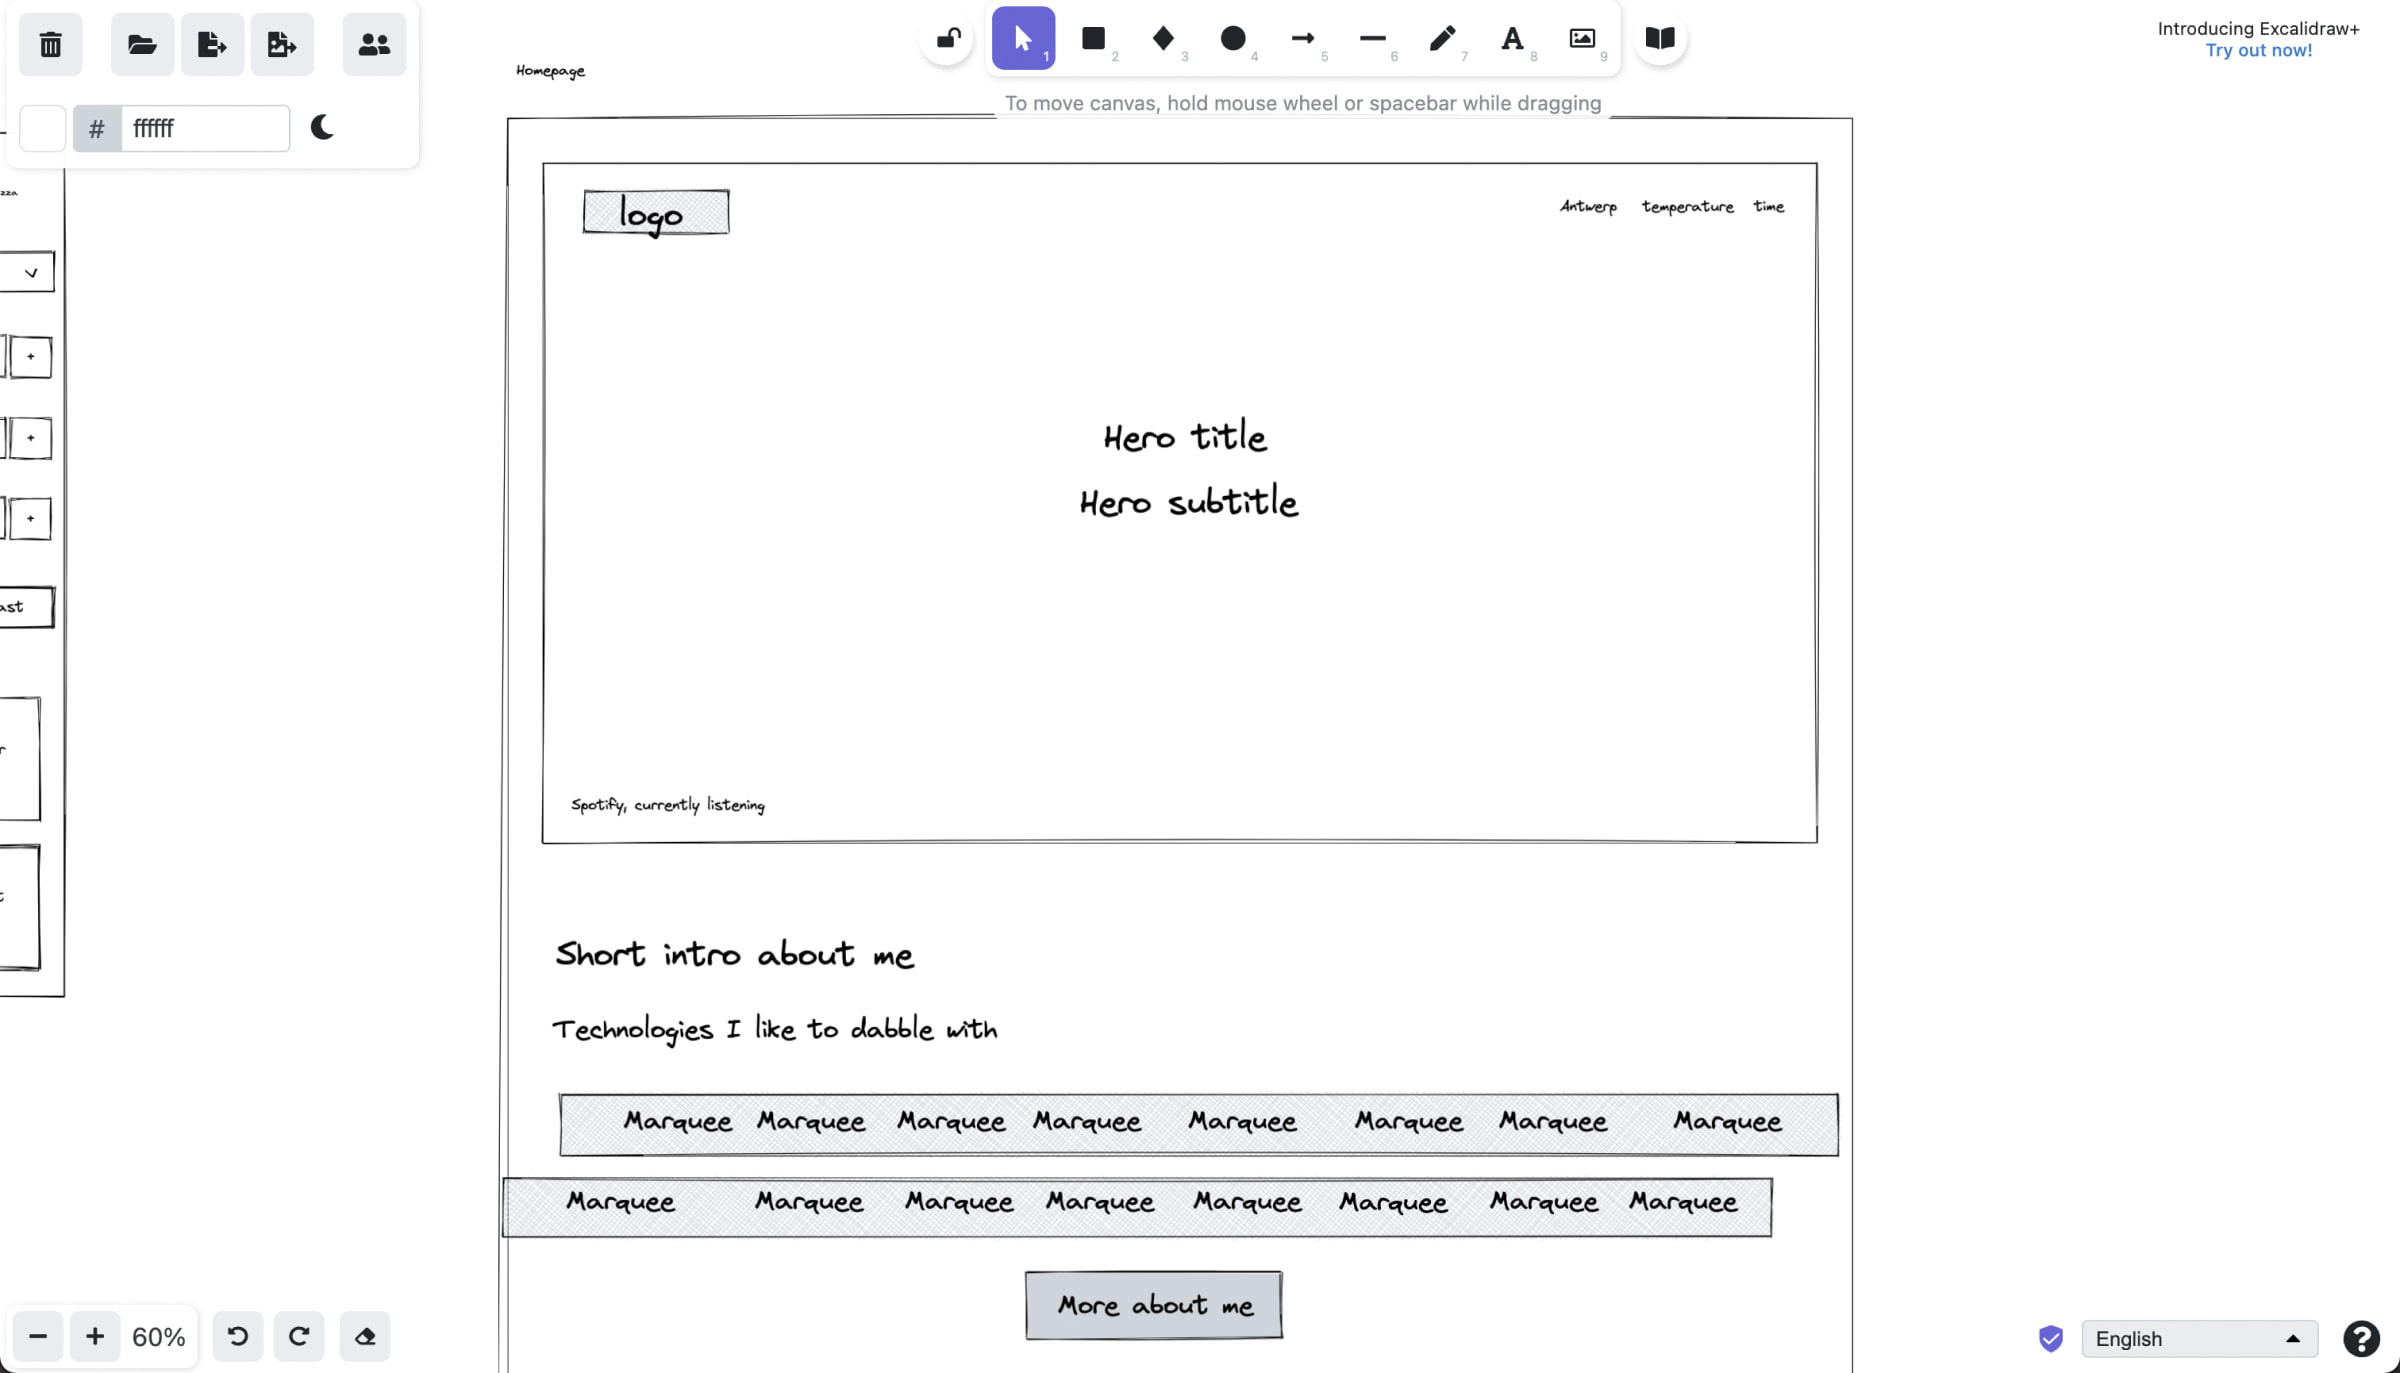 Introducing Excalidraw+
Try out now!
1
2
3
4
5
6
7
8
9
Homepage
To move canvas, hold mouse wheel or spacebar while dragging
# ffffff
zza
logo
Antwerp temperature time
+
Hero title
+
Hero subtitle
+
ast
Spotify, currently listening
Short intro about me
Technologies I like to dabble with
Marquee Marquee Marquee Marquee Marquee Marquee Marquee Marquee
Marquee Marquee Marquee Marquee Marquee Marquee Marquee Marquee
More about me
60%
English